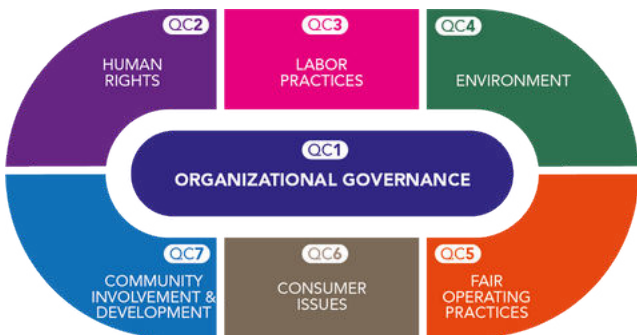 QC2
HUMAN
RIGHTS
QC3
LABOR
PRACTICES
QC4
ENVIRONMENT
QC1
ORGANIZATIONAL GOVERNANCE
QC7
COMMUNITY
INVOLVEMENT &
DEVELOPMENT
QC6
CONSUMER
ISSUES
QC5
FAIR
OPERATING
PRACTICES